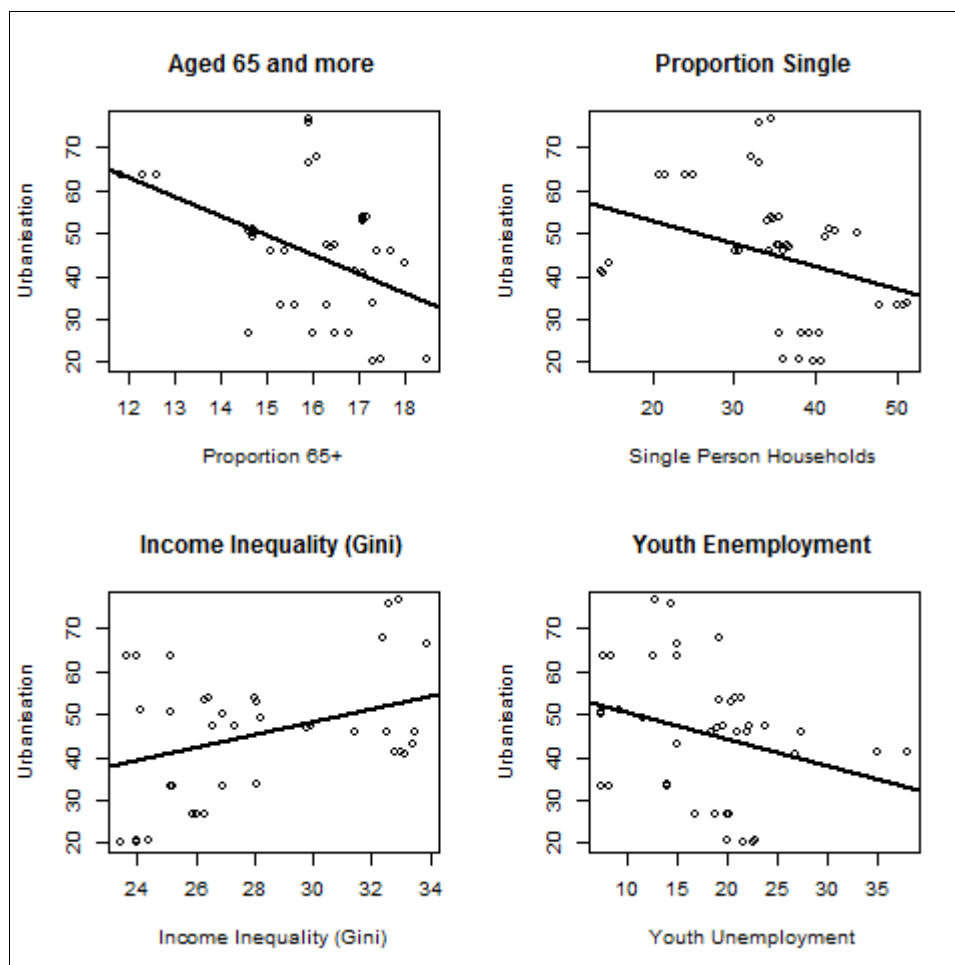 Aged 65 and more
Urbanisation
20 30 40 50 60 70
12 13 14 15 16 17 18
Proportion 65+
Proportion Single
Urbanisation
20 30 40 50 60 70
20 30 40 50
Single Person Households
Income Inequality (Gini)
Urbanisation
20 30 40 50 60 70
24 26 28 30 32 34
Income Inequality (Gini)
Youth Enemployment
Urbanisation
20 30 40 50 60 70
10 15 20 25 30 35
Youth Unemployment